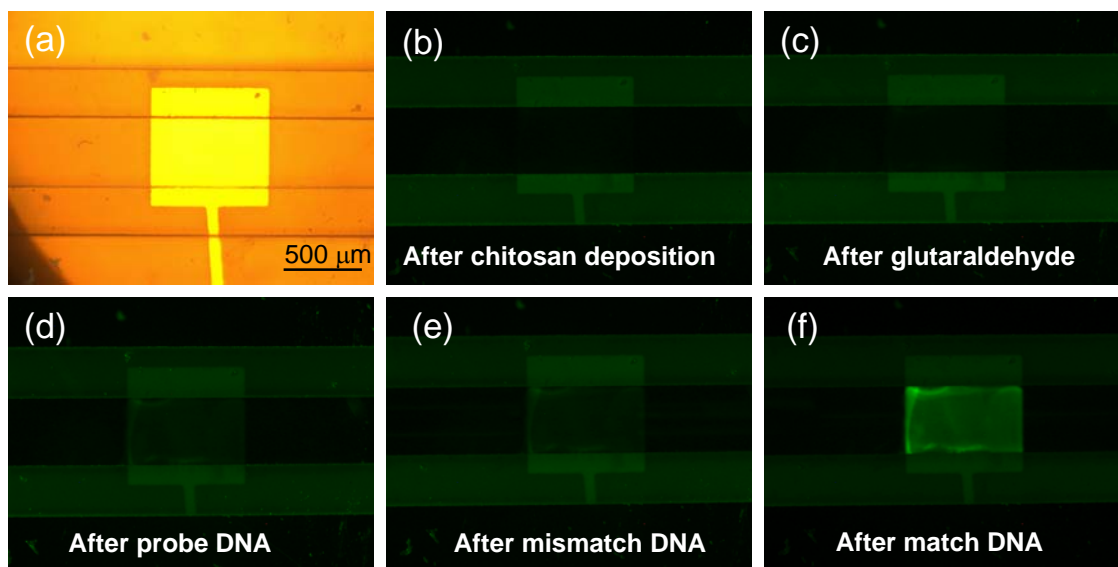 (a)
500 μm
(b)
After chitosan deposition
(c)
After glutaraldehyde
(d)
After probe DNA
(e)
After mismatch DNA
(f)
After match DNA